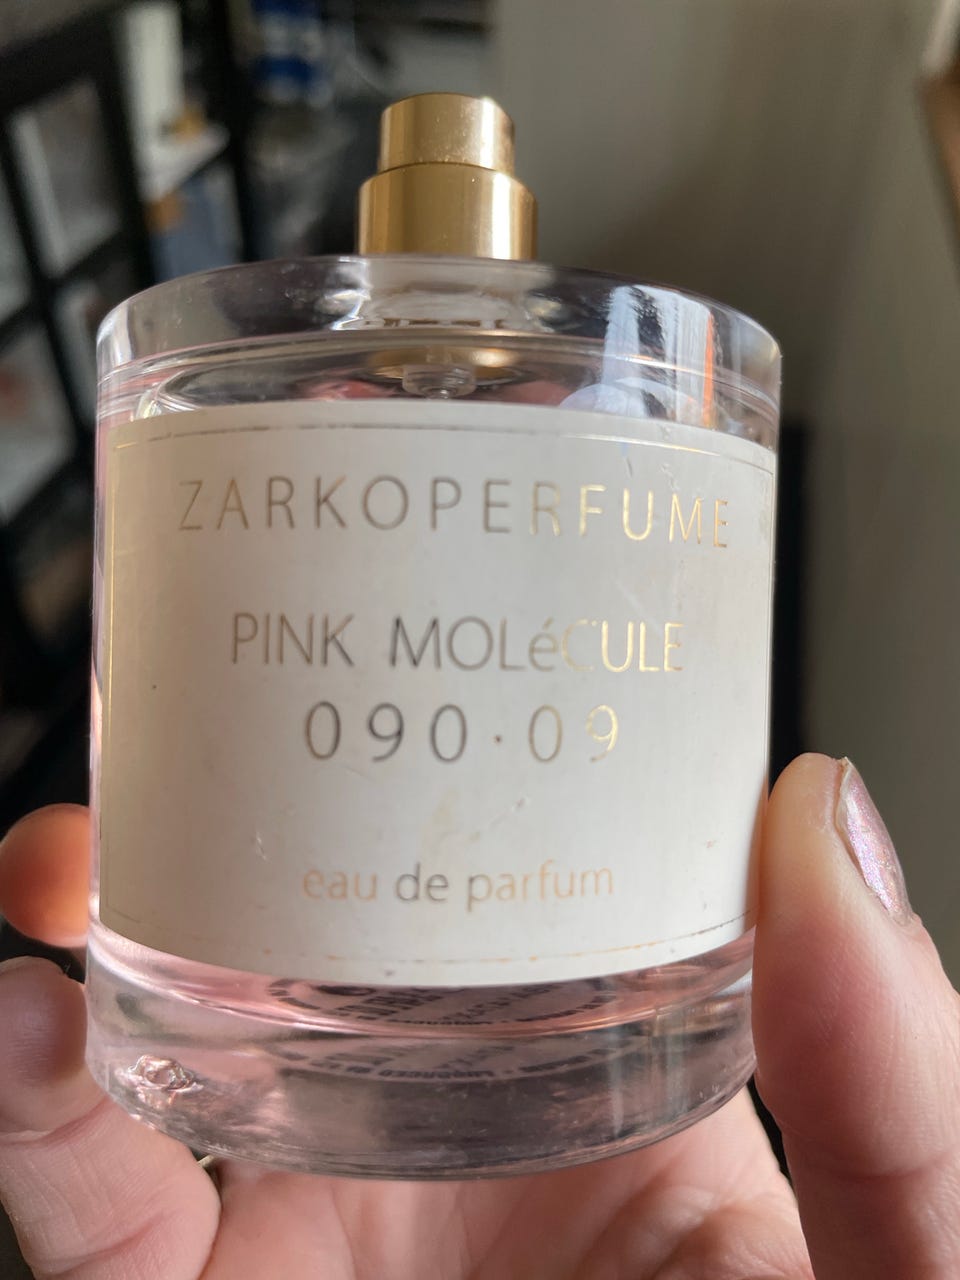 ZARKOPERFUME
PINK MOLéCULE
090·09
eau de parfum